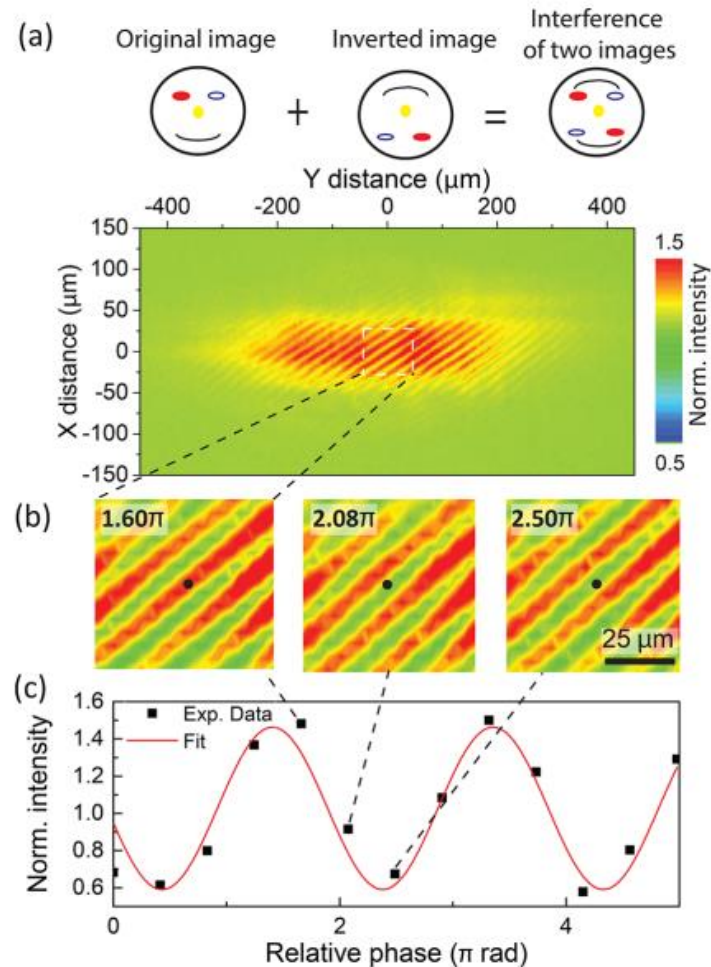 (a)
Original image
Inverted image
Interference
of two images
+
=
Y distance (µm)
-400 -200 0 200 400
X distance (µm)
150
100
50
0
-50
-100
-150
1.5
Norm. intensity
0.5
(b)
1.60π
2.08π
2.50π
25 µm
(c)
Norm. intensity
1.6
1.4
1.2
1.0
0.8
0.6
Exp. Data
Fit
0 2 4
Relative phase (π rad)